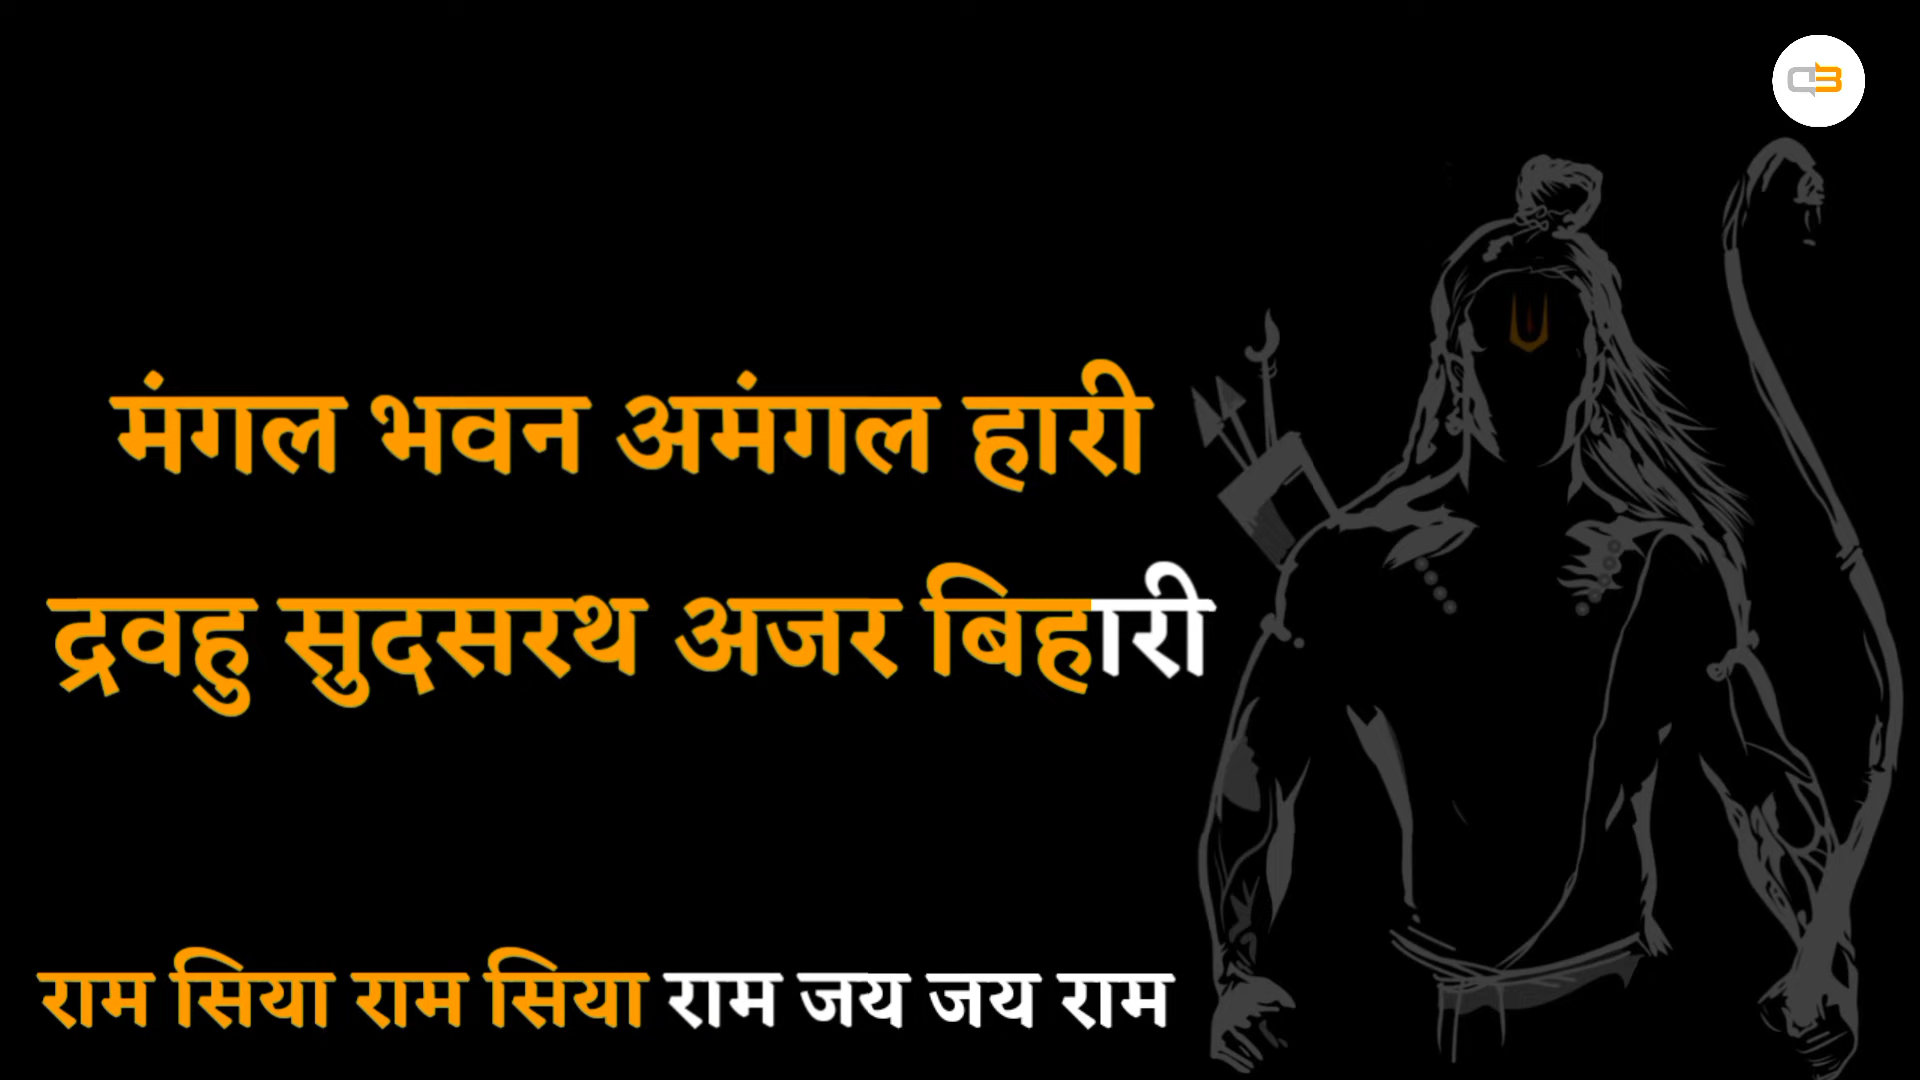 मंगल भवन अमंगल हारी
द्रवहु सुदसरथ अजर बिहारी
राम सिया राम सिया राम जय जय राम